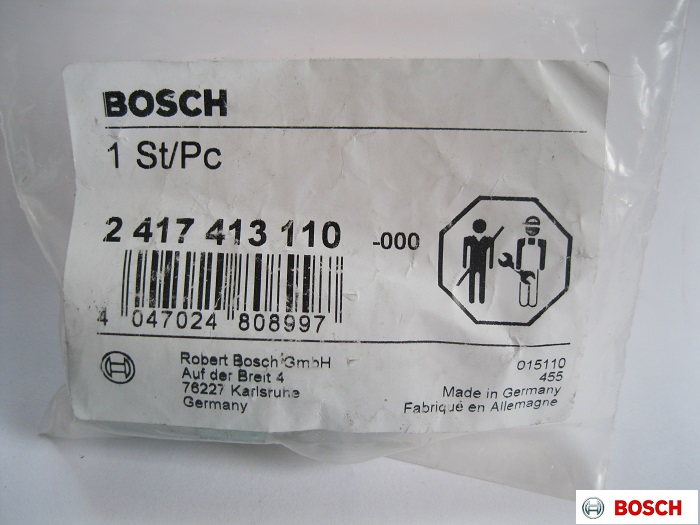 BOSCH
1 St/Pc
2 417 413 110 -000
4 047024 808997
Robert Bosch GmbH
Auf der Breit 4
76227 Karlsruhe
Germany
015110
455
Made in Germany
Fabriqué en Allemagne
BOSCH